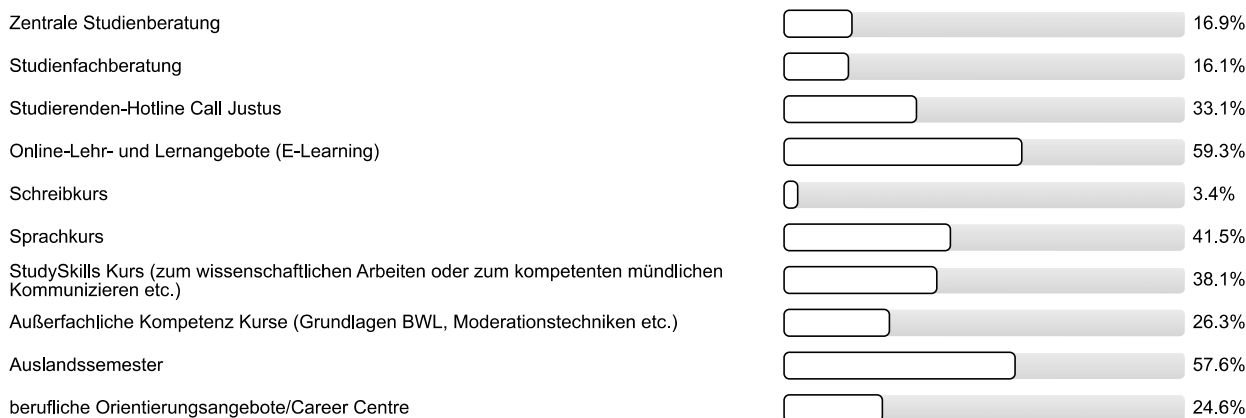 Zentrale Studienberatung 16.9%
Studienfachberatung 16.1%
Studierenden-Hotline Call Justus 33.1%
Online-Lehr- und Lernangebote (E-Learning) 59.3%
Schreibkurs 3.4%
Sprachkurs 41.5%
StudySkills Kurs (zum wissenschaftlichen Arbeiten oder zum kompetenten mündlichen
Kommunizieren etc.) 38.1%
Außerfachliche Kompetenz Kurse (Grundlagen BWL, Moderationstechniken etc.) 26.3%
Auslandssemester 57.6%
berufliche Orientierungsangebote/Career Centre 24.6%